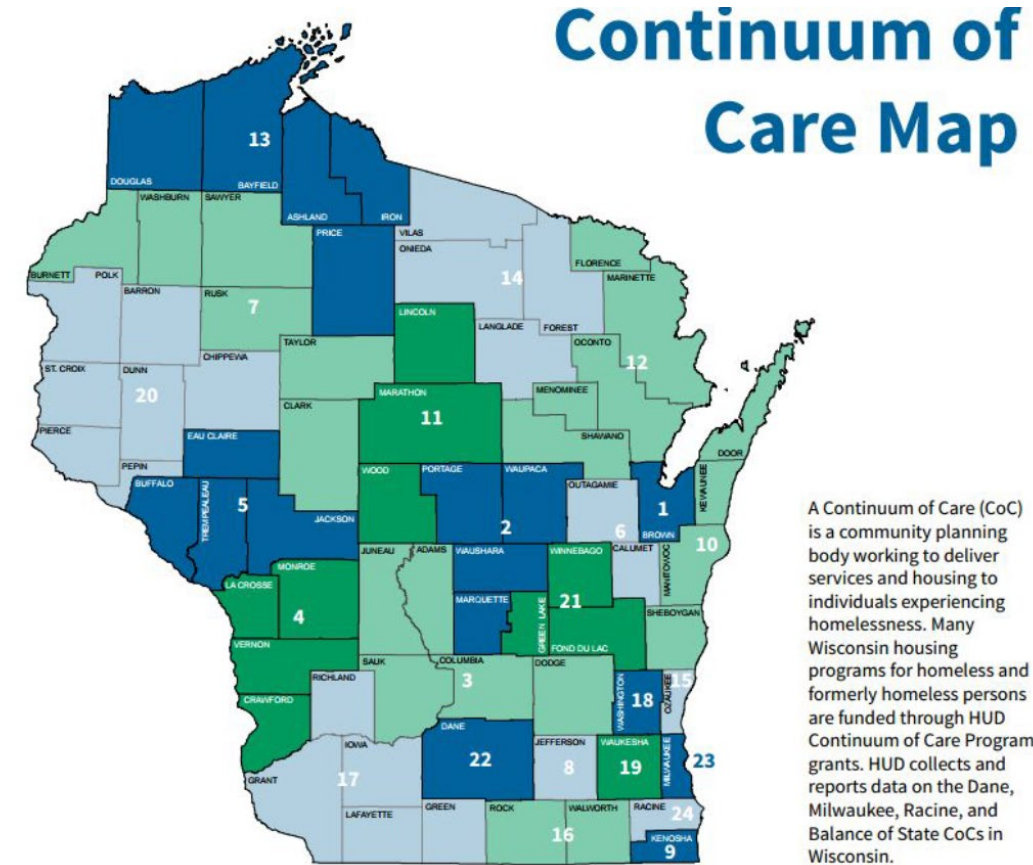 Continuum of
Care Map
13
DOUGLAS
BAYFIELD
WASHBURN
SAWYER
ASHLAND
IRON
PRICE
VILAS
ONIEDA
FLORENCE
BURNETT
POLK
MARINETTE
BARRON
RUSK
7
14
LINCOLN
LANGLADE
FOREST
TAYLOR
OCONTO
CHIPPEWA
12
ST. CROIX
DUNN
20
MARATHON
MENOMINEE
CLARK
11
PIERCE
EAU CLAIRE
SHAWANO
DOOR
PEPIN
WOOD
PORTAGE
WAUPACA
KEWAUNEE
BUFFALO
TREMPEALEAU
5
OUTAGAMIE
1
JACKSON
2
6
BROWN
10
JUNEAU
ADAMS
WAUSHARA
WINNEBAGO
CALUMET
MANITOWOC
MONROE
LA CROSSE
MARQUETTE
GREEN LAKE
21
4
SHEBOYGAN
VERNON
FOND DU LAC
SAUK
COLUMBIA
DODGE
RICHLAND
3
WASHINGTON
18
OZAUKEE
15
CRAWFORD
DANE
IOWA
JEFFERSON
WAUKESHA
MILWAUKEE
23
22
8
19
GRANT
17
LAFAYETTE
GREEN
ROCK
WALWORTH
RACINE
24
16
KENOSHA
9
A Continuum of Care (CoC)
is a community planning
body working to deliver
services and housing to
individuals experiencing
homelessness. Many
Wisconsin housing
programs for homeless and
formerly homeless persons
are funded through HUD
Continuum of Care Program
grants. HUD collects and
reports data on the Dane,
Milwaukee, Racine, and
Balance of State CoCs in
Wisconsin.